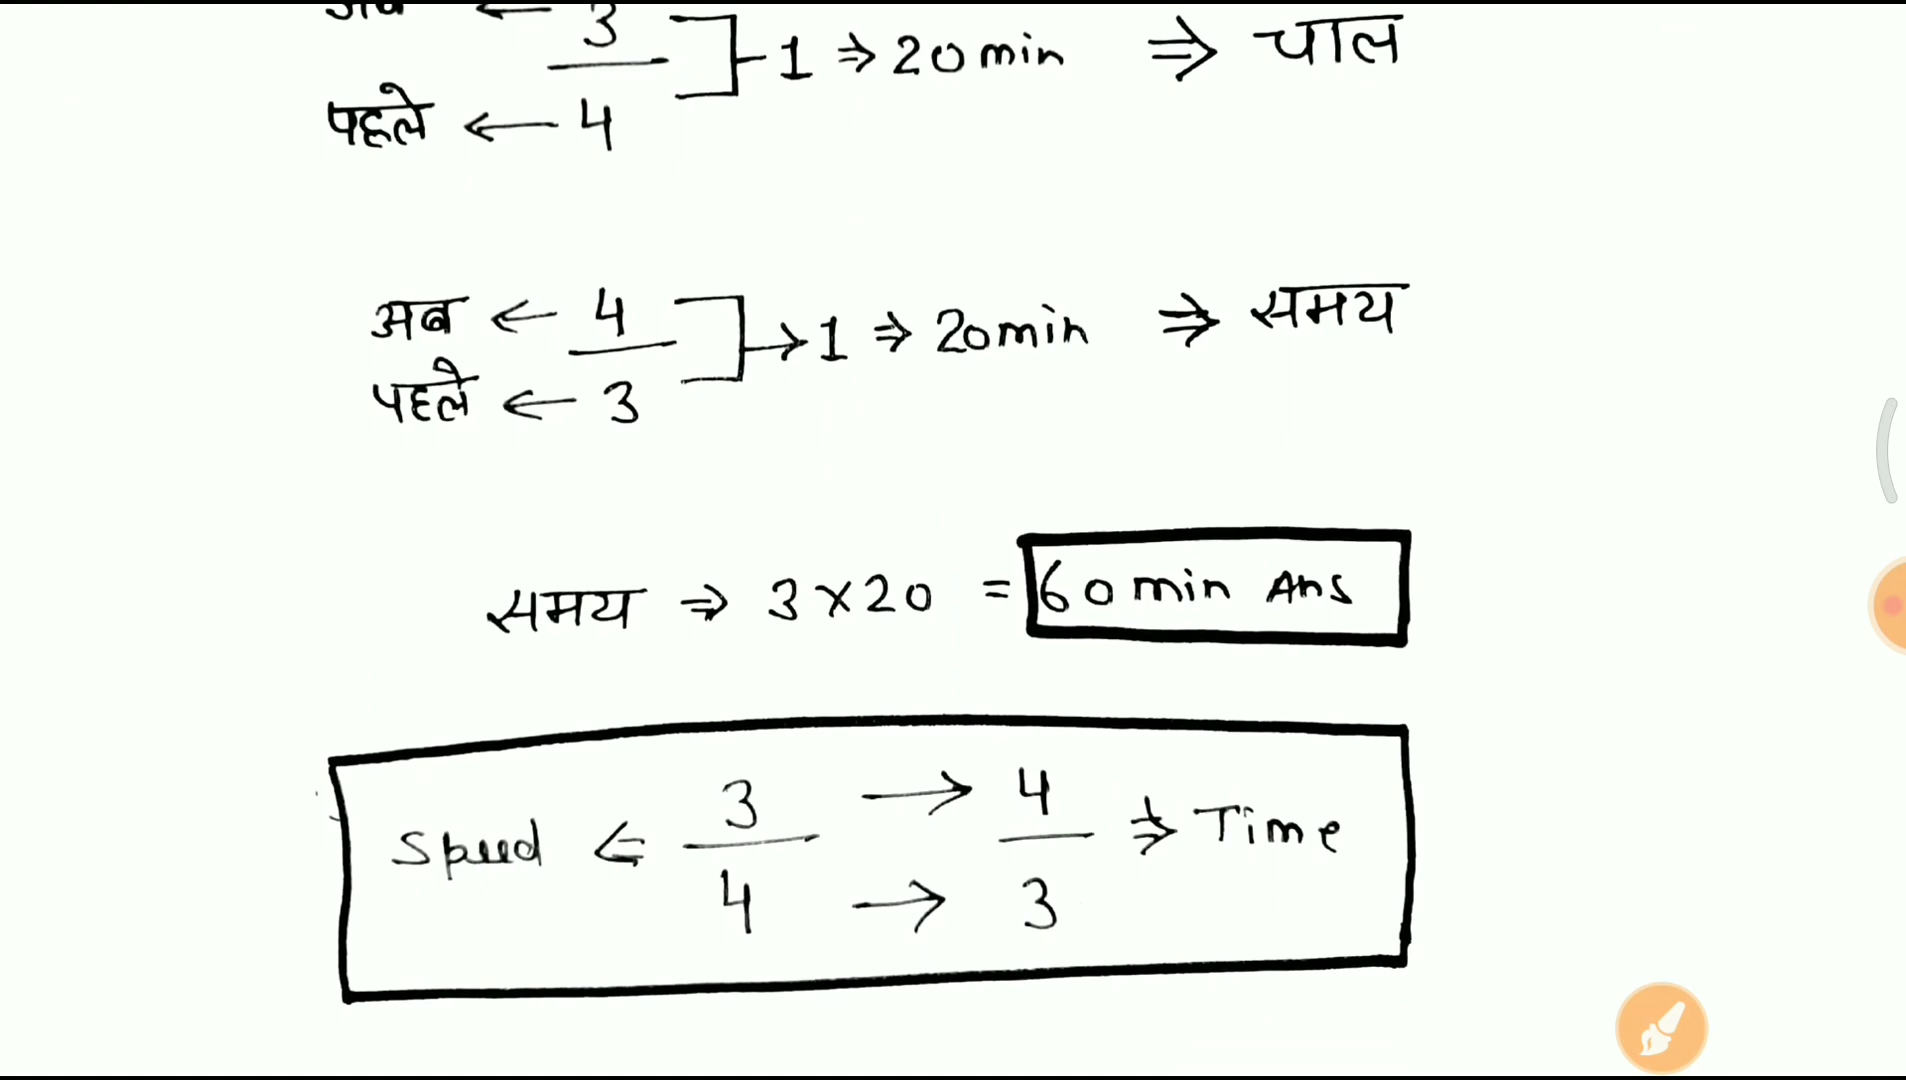 अब ← 3
] 1 ⇒ 20 min ⇒ चाल
पहले ← 4
अब ← 4
] → 1 ⇒ 20 min ⇒ समय
पहले ← 3
समय ⇒ 3 × 20 = 60 min Ans
3 → 4
Speed ⇐ ⇒ Time
4 → 3